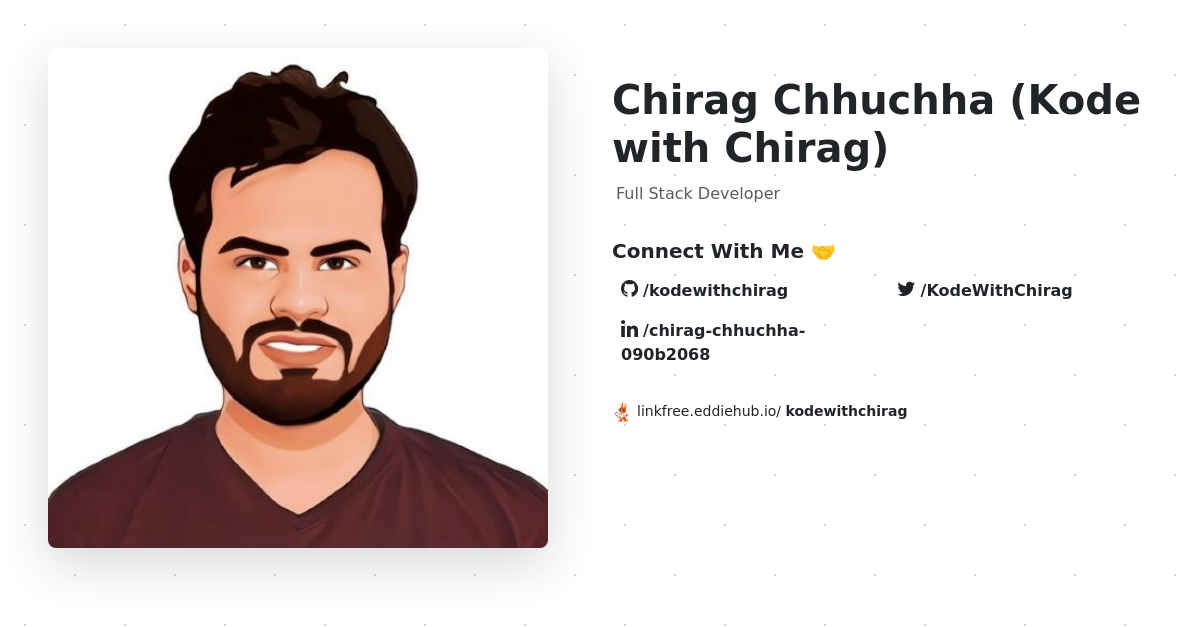 Chirag Chhuchha (Kode
with Chirag)
Full Stack Developer
Connect With Me 🤝
/kodewithchirag
/KodeWithChirag
/chirag-chhuchha-
090b2068
linkfree.eddiehub.io/ kodewithchirag